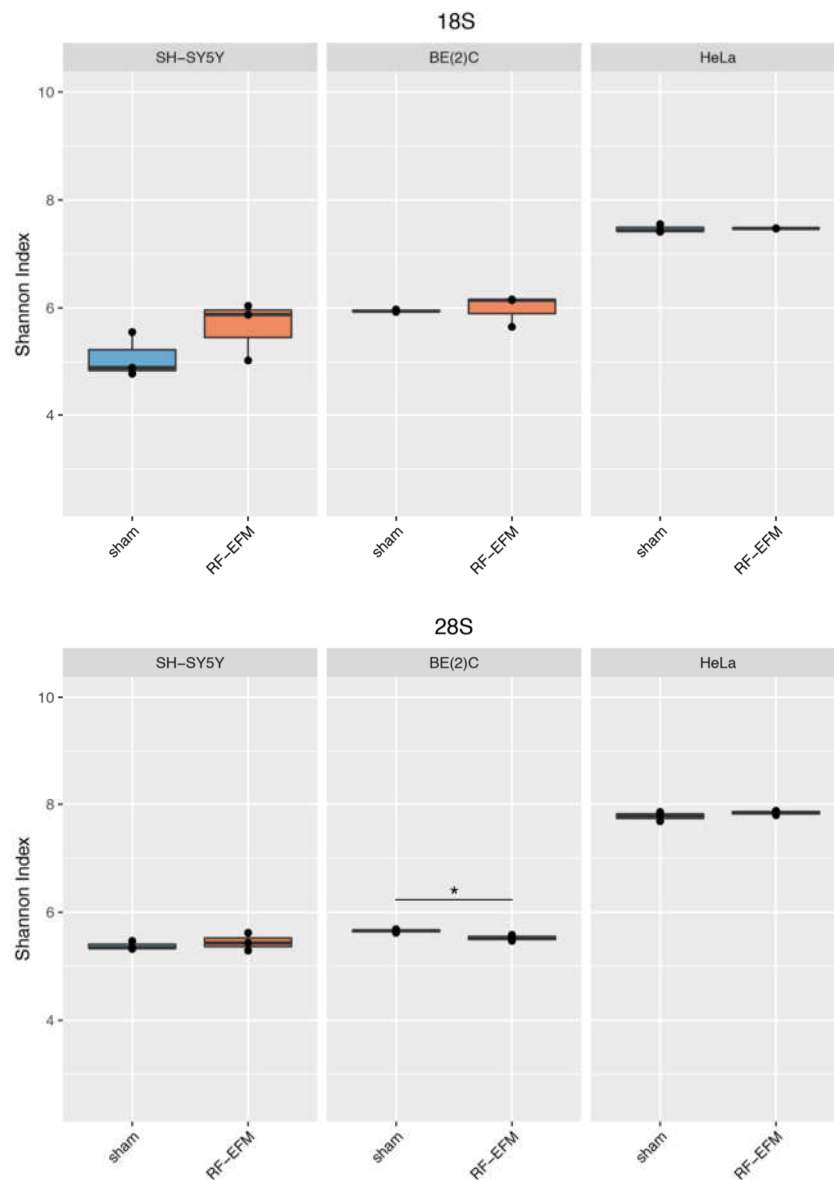 18S
SH-SY5Y BE(2)C HeLa
10
8
6
4
Shannon Index
sham RF-EFM sham RF-EFM sham RF-EFM
28S
SH-SY5Y BE(2)C HeLa
10
8
6
4
Shannon Index
*
sham RF-EFM sham RF-EFM sham RF-EFM